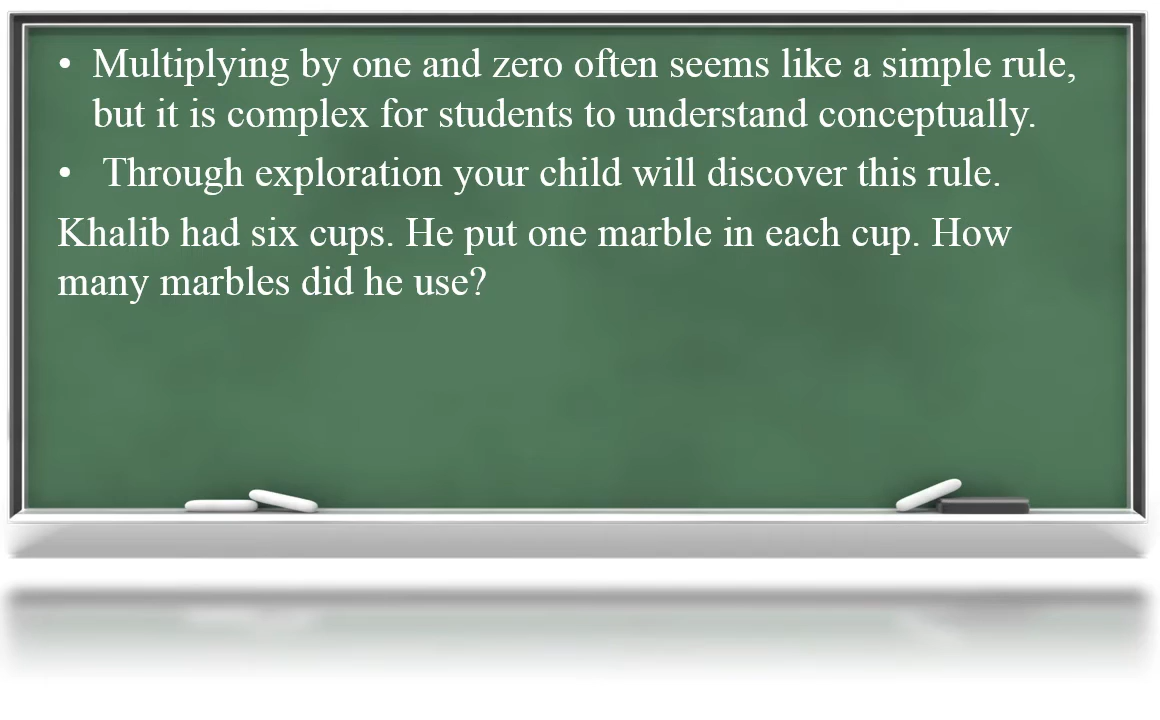 • Multiplying by one and zero often seems like a simple rule,
but it is complex for students to understand conceptually.
• Through exploration your child will discover this rule.
Khalib had six cups. He put one marble in each cup. How
many marbles did he use?